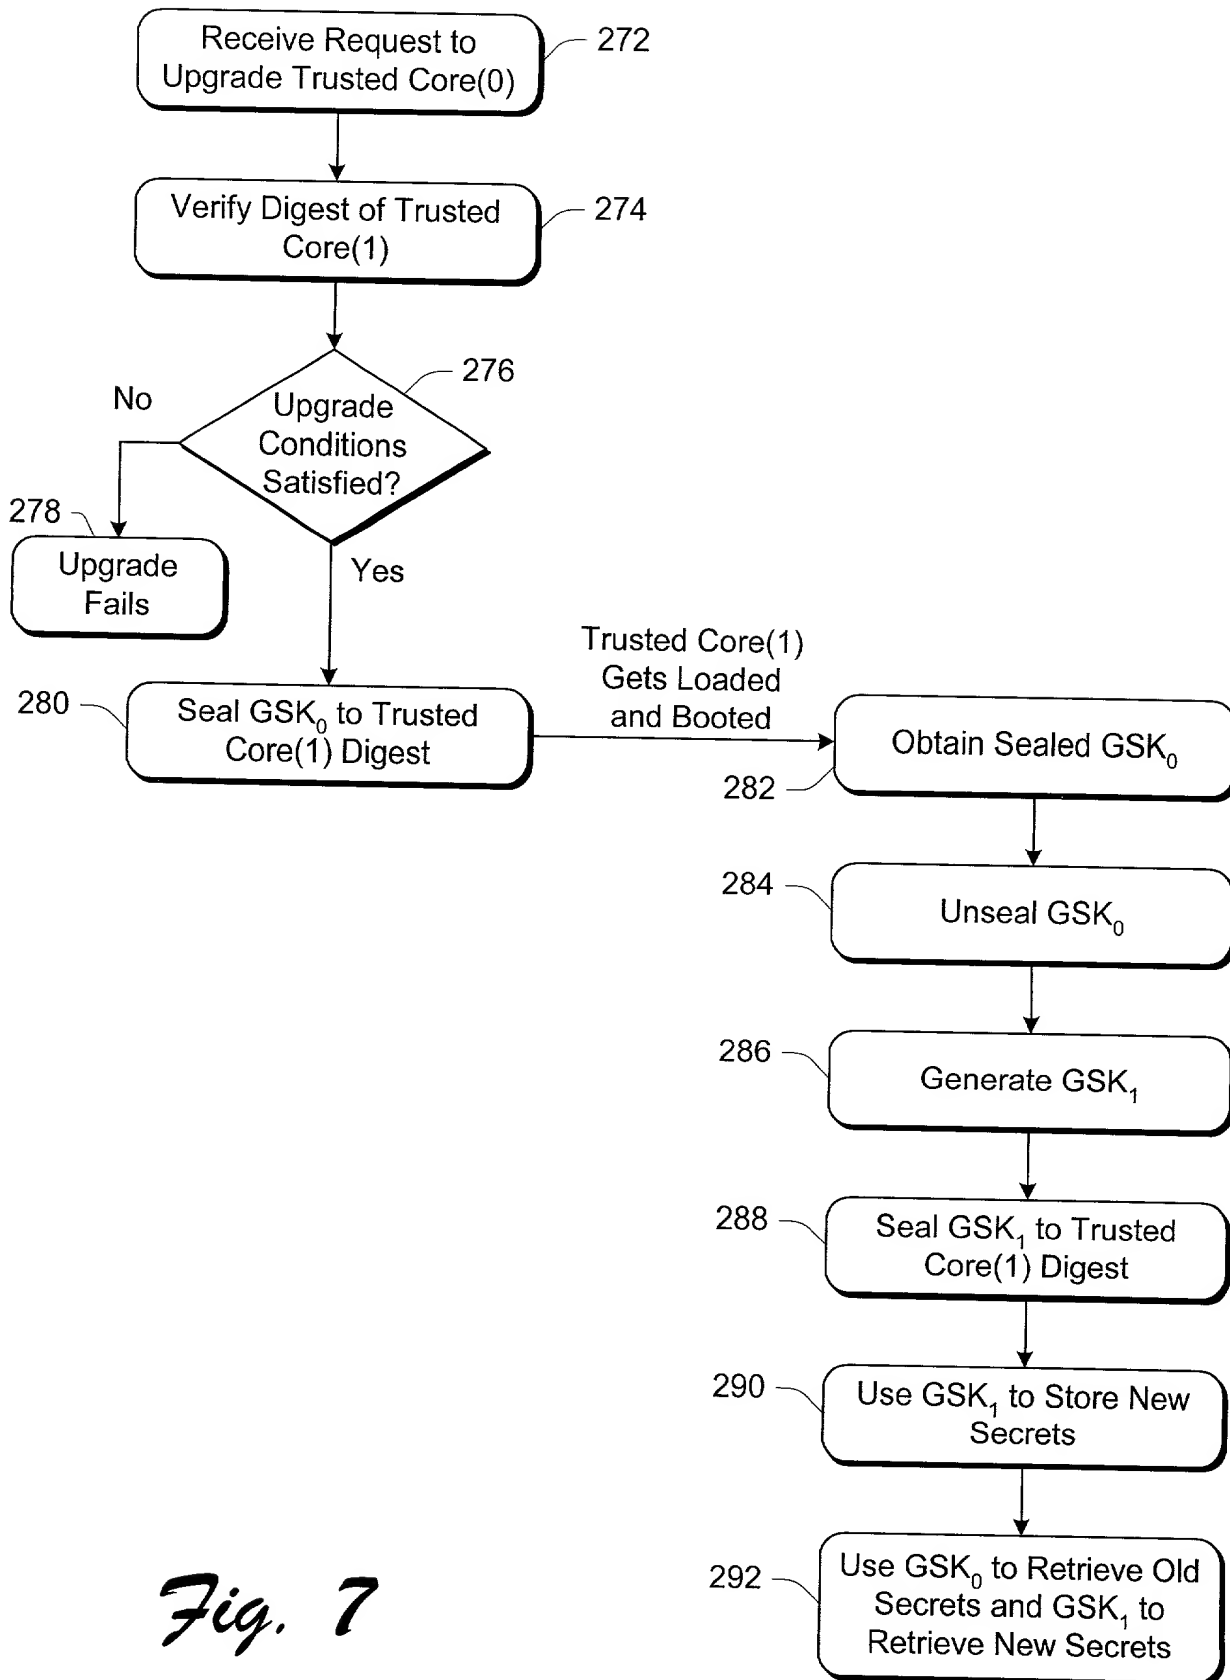 Receive Request to
Upgrade Trusted Core(0)
272
Verify Digest of Trusted
Core(1)
274
276
No
Upgrade
Conditions
Satisfied?
278
Upgrade
Fails
Yes
Trusted Core(1)
Gets Loaded
and Booted
280
Seal GSK₀ to Trusted
Core(1) Digest
Obtain Sealed GSK₀
282
284
Unseal GSK₀
286
Generate GSK₁
288
Seal GSK₁ to Trusted
Core(1) Digest
290
Use GSK₁ to Store New
Secrets
292
Use GSK₀ to Retrieve Old
Secrets and GSK₁ to
Retrieve New Secrets
Fig. 7